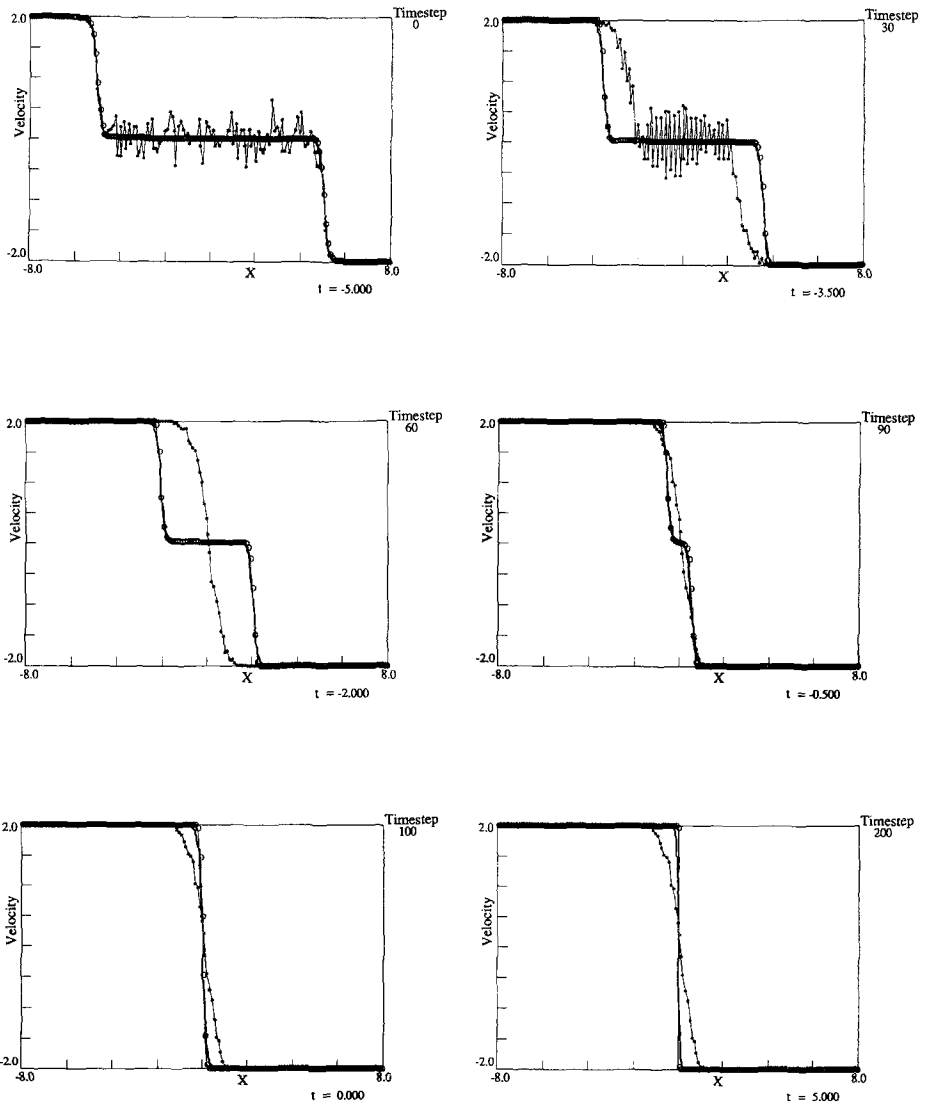 Timestep
0
2.0
Velocity
-2.0
-8.0
X
8.0
t = -5.000
Timestep
30
2.0
Velocity
-2.0
-8.0
X
8.0
t = -3.500
Timestep
60
2.0
Velocity
-2.0
-8.0
X
8.0
t = -2.000
Timestep
90
2.0
Velocity
-2.0
-8.0
X
8.0
t = -0.500
Timestep
100
2.0
Velocity
-2.0
-8.0
X
8.0
t = 0.000
Timestep
200
2.0
Velocity
-2.0
-8.0
X
8.0
t = 5.000